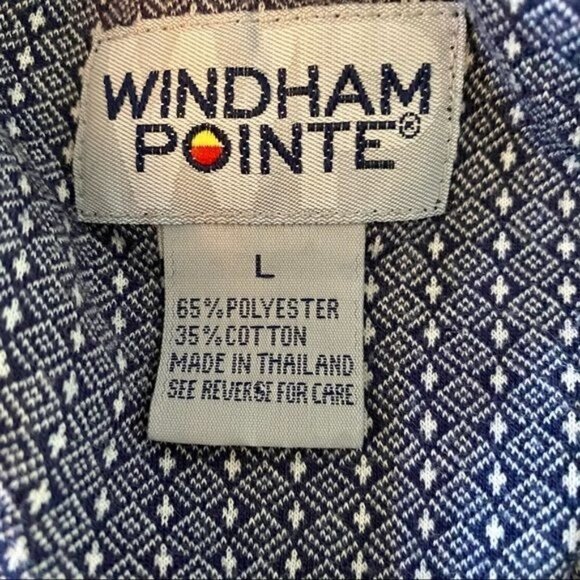 WINDHAM
POINTE®
L
65% POLYESTER
35% COTTON
MADE IN THAILAND
SEE REVERSE FOR CARE